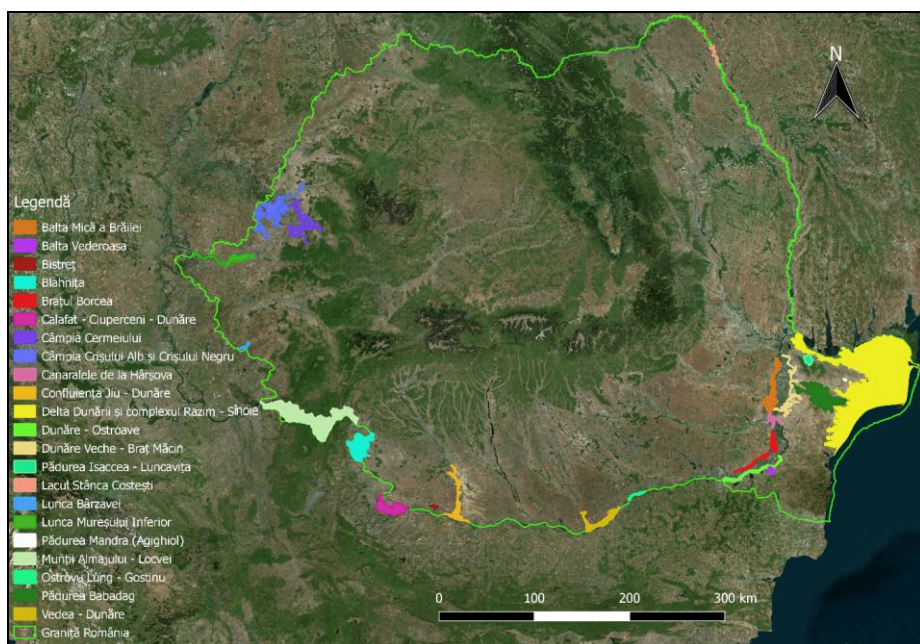 N
Legendă
Balta Mică a Brăilei
Balta Vederoasa
Bistreț
Blahnița
Brațul Borcea
Calafat - Ciuperceni - Dunăre
Câmpia Cermeiului
Câmpia Crișului Alb și Crișului Negru
Canaralele de la Hârșova
Confluența Jiu - Dunăre
Delta Dunării și complexul Razim - Sinoie
Dunăre - Ostroave
Dunăre Veche - Braț Măcin
Pădurea Isaccea - Luncavița
Lacul Stânca Costești
Lunca Bârzavei
Lunca Mureșului Inferior
Pădurea Mandra (Agighiol)
Munții Almajului - Locvei
Ostrovu Lung - Gostinu
Pădurea Babadag
Vedea - Dunăre
Graniță România
0 100 200 300 km